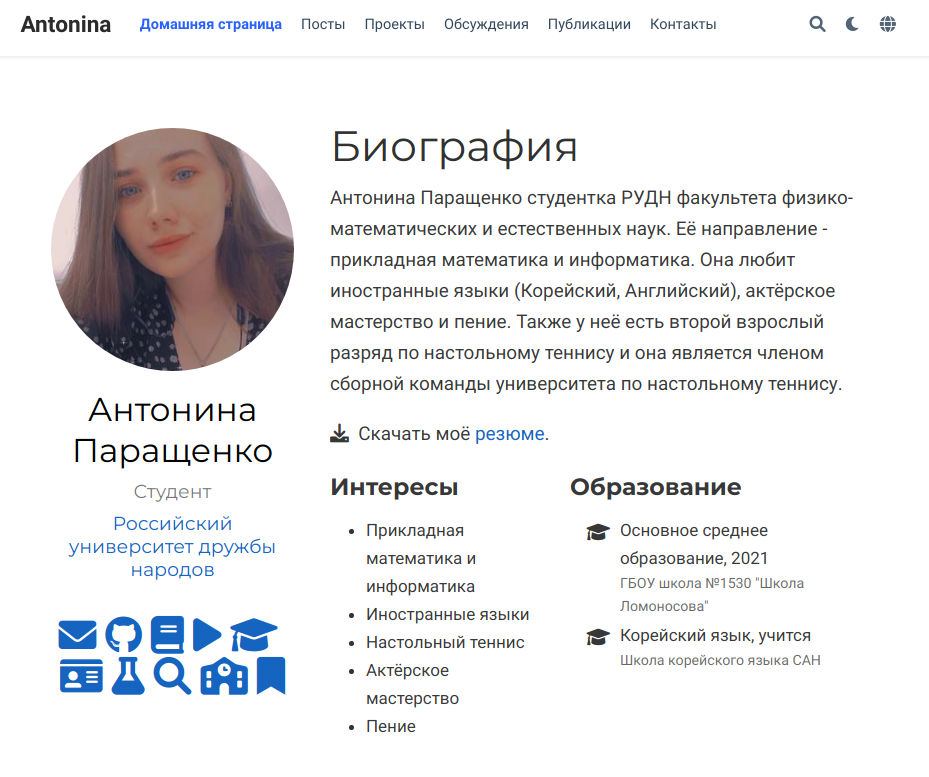 Antonina
Домашняя страница
Посты
Проекты
Обсуждения
Публикации
Контакты
Биография
Антонина Паращенко студентка РУДН факультета физико-
математических и естественных наук. Её направление -
прикладная математика и информатика. Она любит
иностранные языки (Корейский, Английский), актёрское
мастерство и пение. Также у неё есть второй взрослый
разряд по настольному теннису и она является членом
сборной команды университета по настольному теннису.
Скачать моё резюме.
Антонина
Паращенко
Студент
Российский
университет дружбы
народов
Интересы
Прикладная
математика и
информатика
Иностранные языки
Настольный теннис
Актёрское
мастерство
Пение
Образование
Основное среднее
образование, 2021
ГБОУ школа №1530 "Школа
Ломоносова"
Корейский язык, учится
Школа корейского языка САН